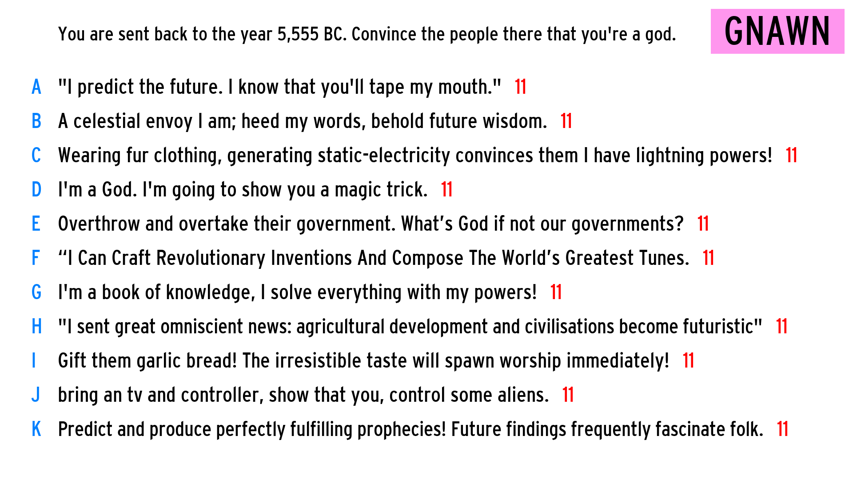 You are sent back to the year 5,555 BC. Convince the people there that you're a god.
GNAWN
A "I predict the future. I know that you'll tape my mouth." 11
B A celestial envoy I am; heed my words, behold future wisdom. 11
C Wearing fur clothing, generating static-electricity convinces them I have lightning powers! 11
D I'm a God. I'm going to show you a magic trick. 11
E Overthrow and overtake their government. What’s God if not our governments? 11
F “I Can Craft Revolutionary Inventions And Compose The World’s Greatest Tunes. 11
G I'm a book of knowledge, I solve everything with my powers! 11
H "I sent great omniscient news: agricultural development and civilisations become futuristic" 11
I Gift them garlic bread! The irresistible taste will spawn worship immediately! 11
J bring an tv and controller, show that you, control some aliens. 11
K Predict and produce perfectly fulfilling prophecies! Future findings frequently fascinate folk. 11